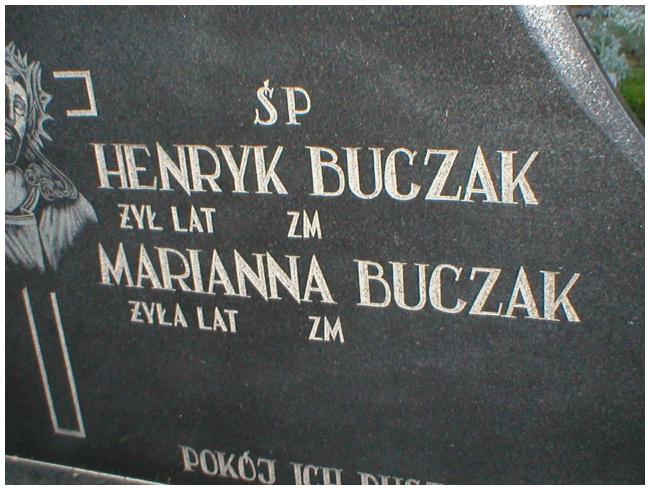 ŚP
HENRYK BUCZAK
ŻYŁ LAT ZM
MARIANNA BUCZAK
ŻYŁA LAT ZM
POKÓJ ICH